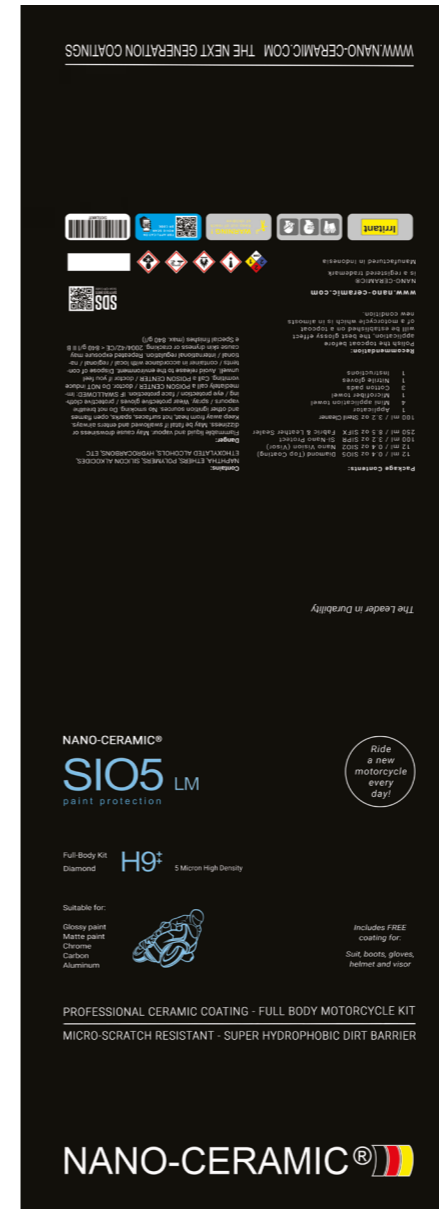 NANO-CERAMIC®
SIO5 LM
paint protection
Ride
a new
motorcycle
every
day!
Full-Body Kit
Diamond
H9‡
5 Micron High Density
Suitable for:
Glossy paint
Matte paint
Chrome
Carbon
Aluminum
Includes FREE
coating for:
Suit, boots, gloves,
helmet and visor
PROFESSIONAL CERAMIC COATING - FULL BODY MOTORCYCLE KIT
MICRO-SCRATCH RESISTANT - SUPER HYDROPHOBIC DIRT BARRIER
NANO-CERAMIC®
The Leader in Durability
Package Contents:
12 ml / 0.4 oz SIO5 Diamond (Top Coating)
12 ml / 0.4 oz SIOZ Nano Vision (Visor)
100 ml / 3.2 oz SIPR Si-Nano Protect
250 ml / 8.5 oz SIFX Fabric & Leather Sealer
100 ml / 3.2 oz Shell Cleaner
1 Applicator
4 Mini application towel
1 Microfiber towel
2 Cotton pads
1 Nitrile gloves
1 Instructions
Recommendation:
Polish the topcoat before
application, the best glossy effect
will be established on a topcoat
of a motorcycle which is in almosts
new condition.
www.nano-ceramic.com
NANO-CERAMIC®
is a registered trademark
Manufactured in Indonesia
Contains:
NAPHTHA, ETHERS, POLYMERS, SILICON ALKOXIDES,
ETHOXYLATED ALCOHOLS, HYDROCARBONS ETC
Danger:
Flammable liquid and vapour. May cause drowsiness or
dizziness. May be fatal if swallowed and enters airways.
Keep away from heat, hot surfaces, sparks, open flames
and other ignition sources. No smoking. Do not breathe
vapours / spray. Wear protective gloves / protective cloth-
ing / eye protection / face protection. IF SWALLOWED: Im-
mediately call a POISON CENTER / doctor. Do NOT induce
vomiting. Call a POISON CENTER / doctor if you feel
unwell. Avoid release to the environment. Dispose of con-
tents / container in accordance with local / regional / na-
tional / international regulation. Repeated exposure may
cause skin dryness or cracking. 2004/42/CE = 840 g/l II B
e Special finishes (max. 840 g/l)
SDS
Irritant
WWW.NANO-CERAMIC.COM THE NEXT GENERATION COATINGS